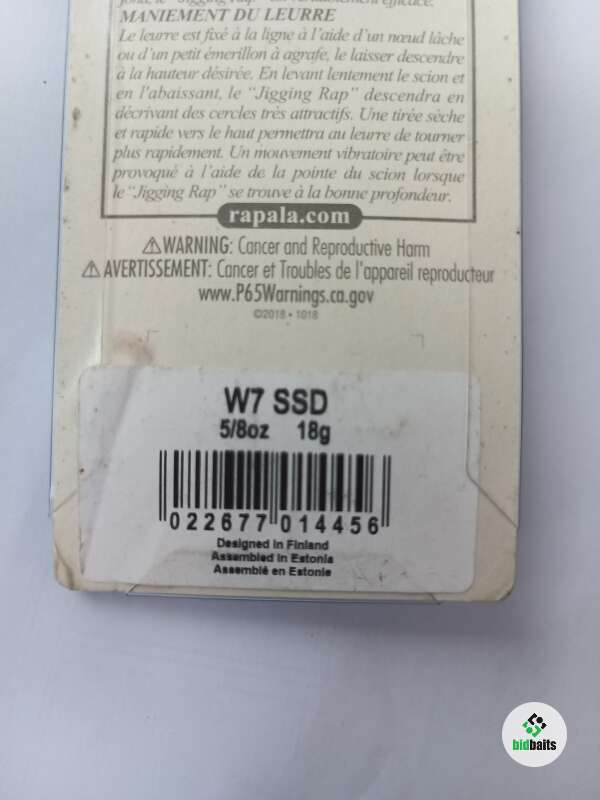 efficace.
MANIEMENT DU LEURRE
Le leurre est fixé à la ligne à l'aide d'un nœud lâche
ou d'un petit émerillon à agrafe, le laisser descendre
à la hauteur désirée. En levant lentement le scion et
en l'abaissant, le "Jigging Rap" descendra en
décrivant des cercles très attractifs. Une tirée sèche
et rapide vers le haut permettra au leurre de tourner
plus rapidement. Un mouvement vibratoire peut être
provoqué à l'aide de la pointe du scion lorsque
le "Jigging Rap" se trouve à la bonne profondeur.
rapala.com
⚠WARNING: Cancer and Reproductive Harm
⚠AVERTISSEMENT: Cancer et Troubles de l'appareil reproducteur
www.P65Warnings.ca.gov
©2018 • 1018
W7 SSD
5/8oz 18g
022677 014456
Designed in Finland
Assembled in Estonia
Assemblé en Estonie
bidbaits